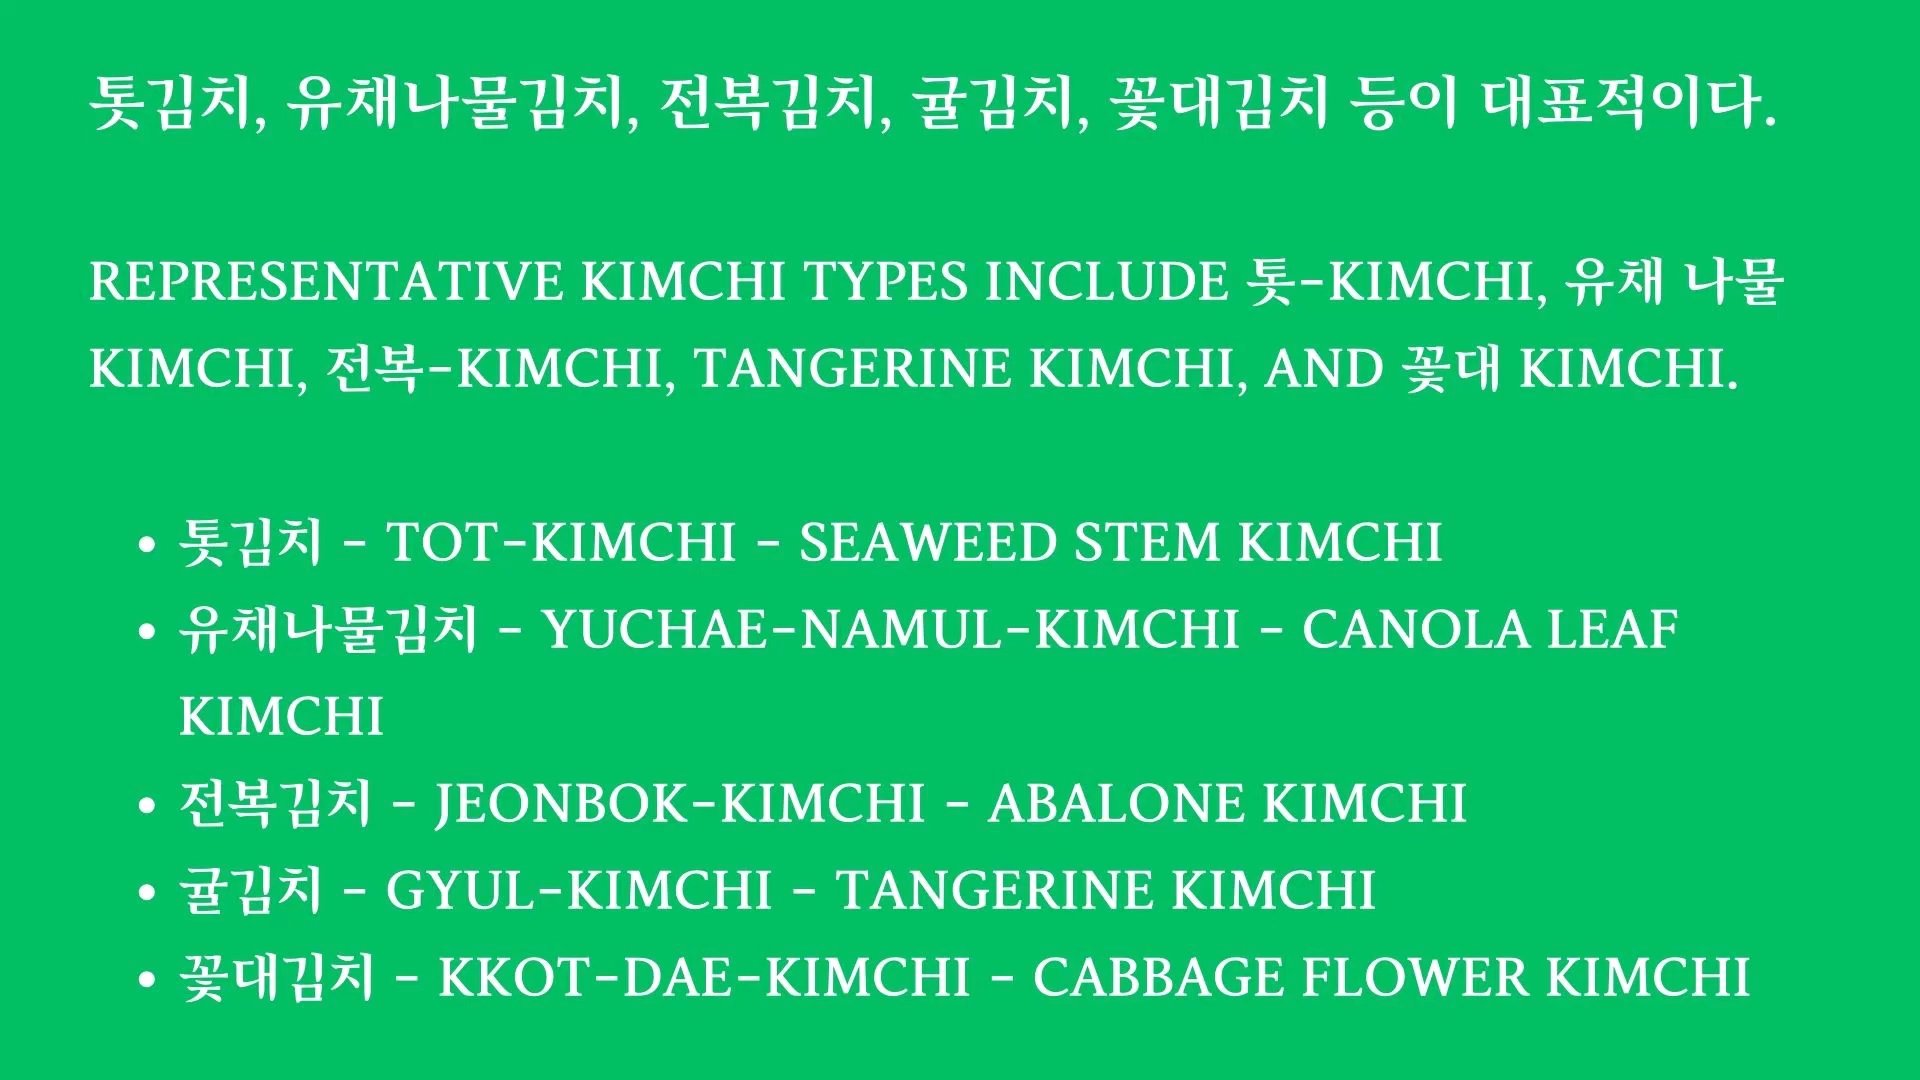 톳김치, 유채나물김치, 전복김치, 귤김치, 꽃대김치 등이 대표적이다.
REPRESENTATIVE KIMCHI TYPES INCLUDE 톳-KIMCHI, 유채 나물
KIMCHI, 전복-KIMCHI, TANGERINE KIMCHI, AND 꽃대 KIMCHI.
• 톳김치 - TOT-KIMCHI - SEAWEED STEM KIMCHI
• 유채나물김치 - YUCHAE-NAMUL-KIMCHI - CANOLA LEAF
KIMCHI
• 전복김치 - JEONBOK-KIMCHI - ABALONE KIMCHI
• 귤김치 - GYUL-KIMCHI - TANGERINE KIMCHI
• 꽃대김치 - KKOT-DAE-KIMCHI - CABBAGE FLOWER KIMCHI